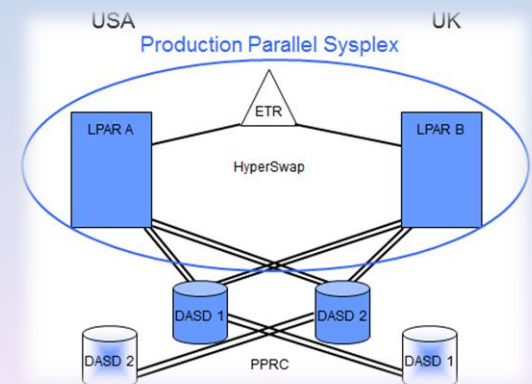 USA
UK
Production Parallel Sysplex
ETR
LPAR A
LPAR B
HyperSwap
DASD 1
DASD 2
DASD 2
PPRC
DASD 1